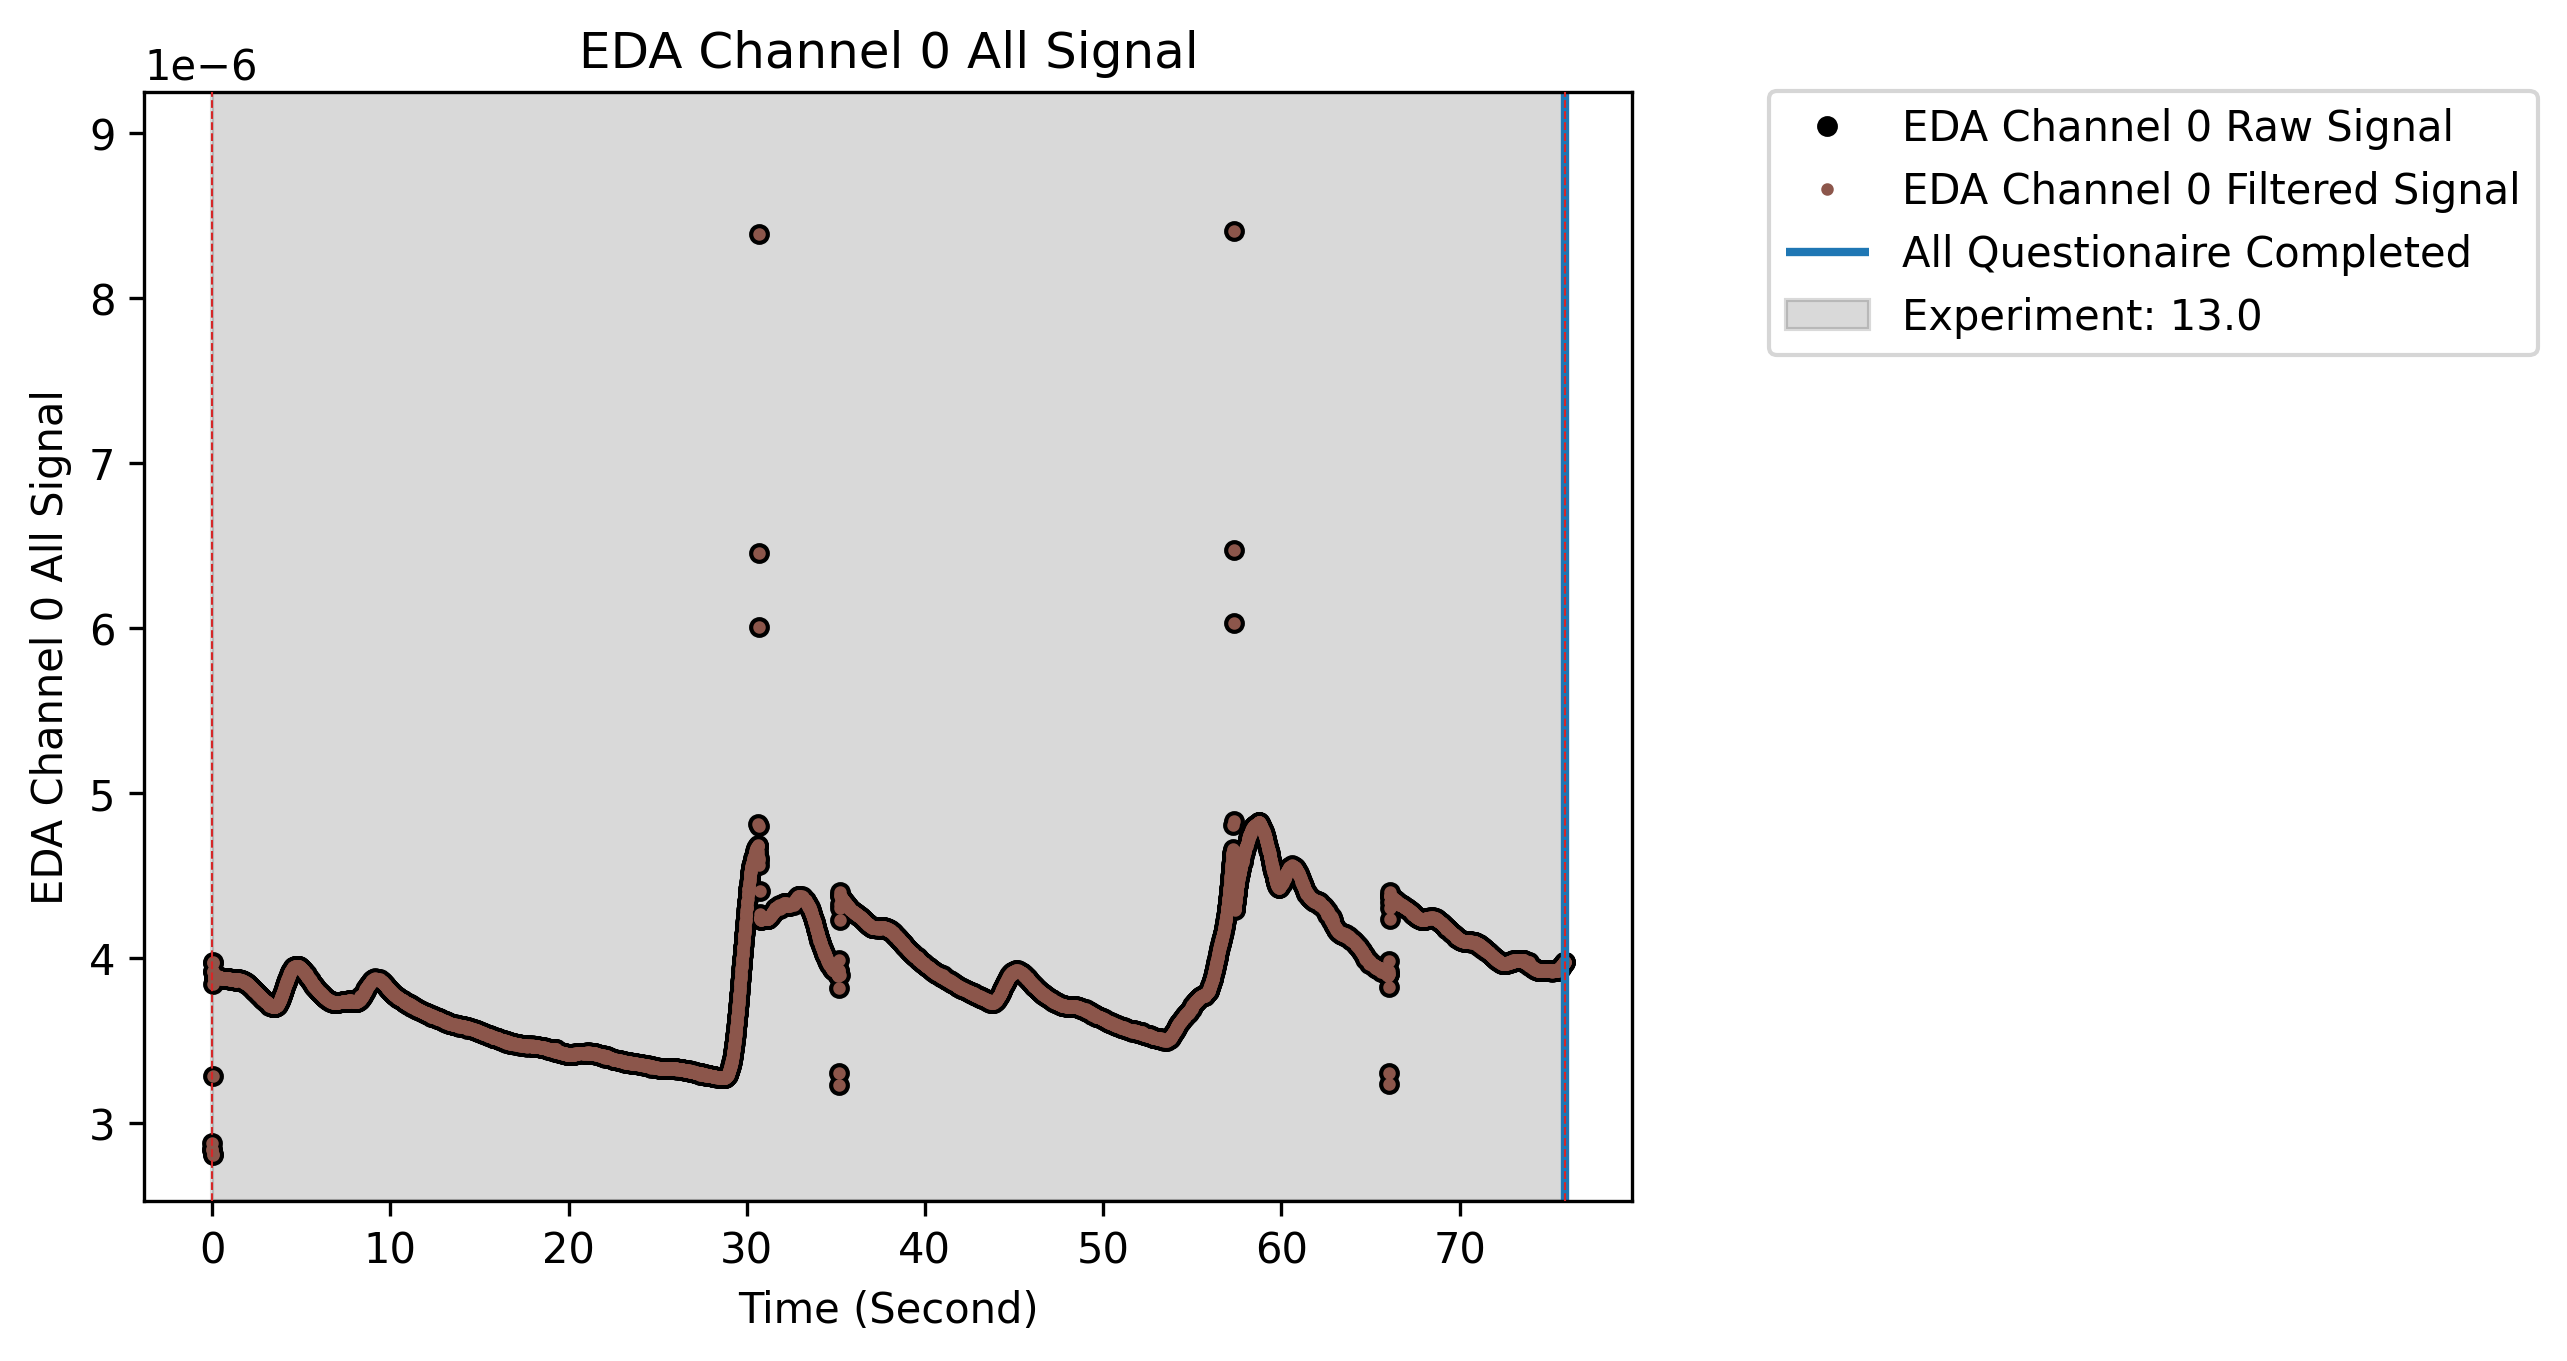 EDA Channel 0 All Signal
1e−6
9
8
7
6
5
4
3
EDA Channel 0 All Signal
0 10 20 30 40 50 60 70
Time (Second)
EDA Channel 0 Raw Signal
EDA Channel 0 Filtered Signal
All Questionaire Completed
Experiment: 13.0